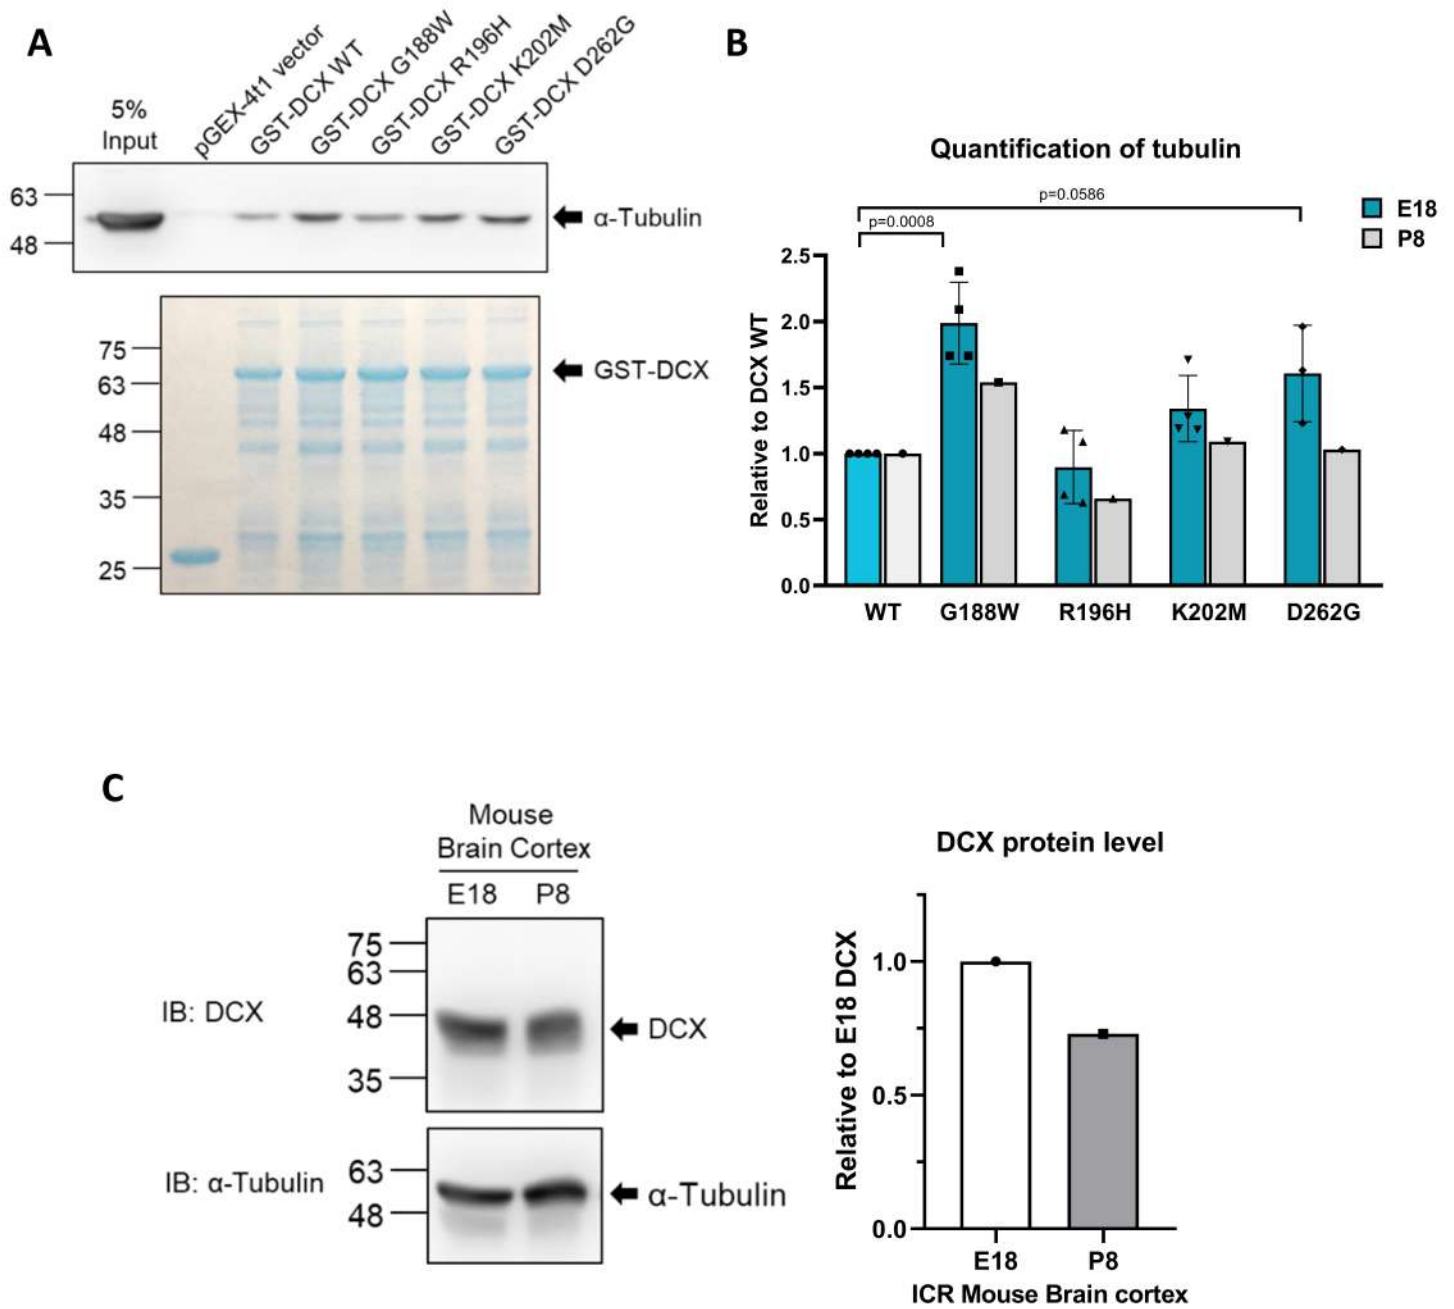 A
5%
Input
pGEX-4t1 vector
GST-DCX WT
GST-DCX G188W
GST-DCX R196H
GST-DCX K202M
GST-DCX D262G
63
48
α-Tubulin
75
63
48
35
25
GST-DCX
B
Quantification of tubulin
p=0.0586
p=0.0008
E18
P8
Relative to DCX WT
2.5
2.0
1.5
1.0
0.5
0.0
WT G188W R196H K202M D262G
C
Mouse
Brain Cortex
E18 P8
IB: DCX
75
63
48
35
DCX
IB: α-Tubulin
63
48
α-Tubulin
DCX protein level
Relative to E18 DCX
1.0
0.5
0.0
E18 P8
ICR Mouse Brain cortex